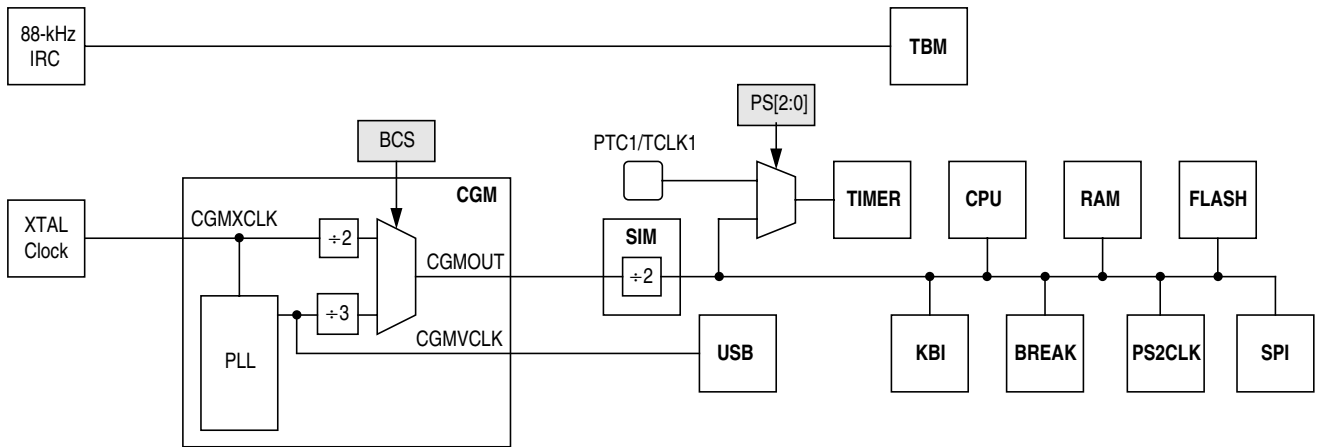 88-kHz
IRC
TBM
PS[2:0]
BCS
PTC1/TCLK1
CGM
TIMER
CPU
RAM
FLASH
XTAL
Clock
CGMXCLK
÷2
SIM
CGMOUT
÷2
÷3
CGMVCLK
PLL
USB
KBI
BREAK
PS2CLK
SPI